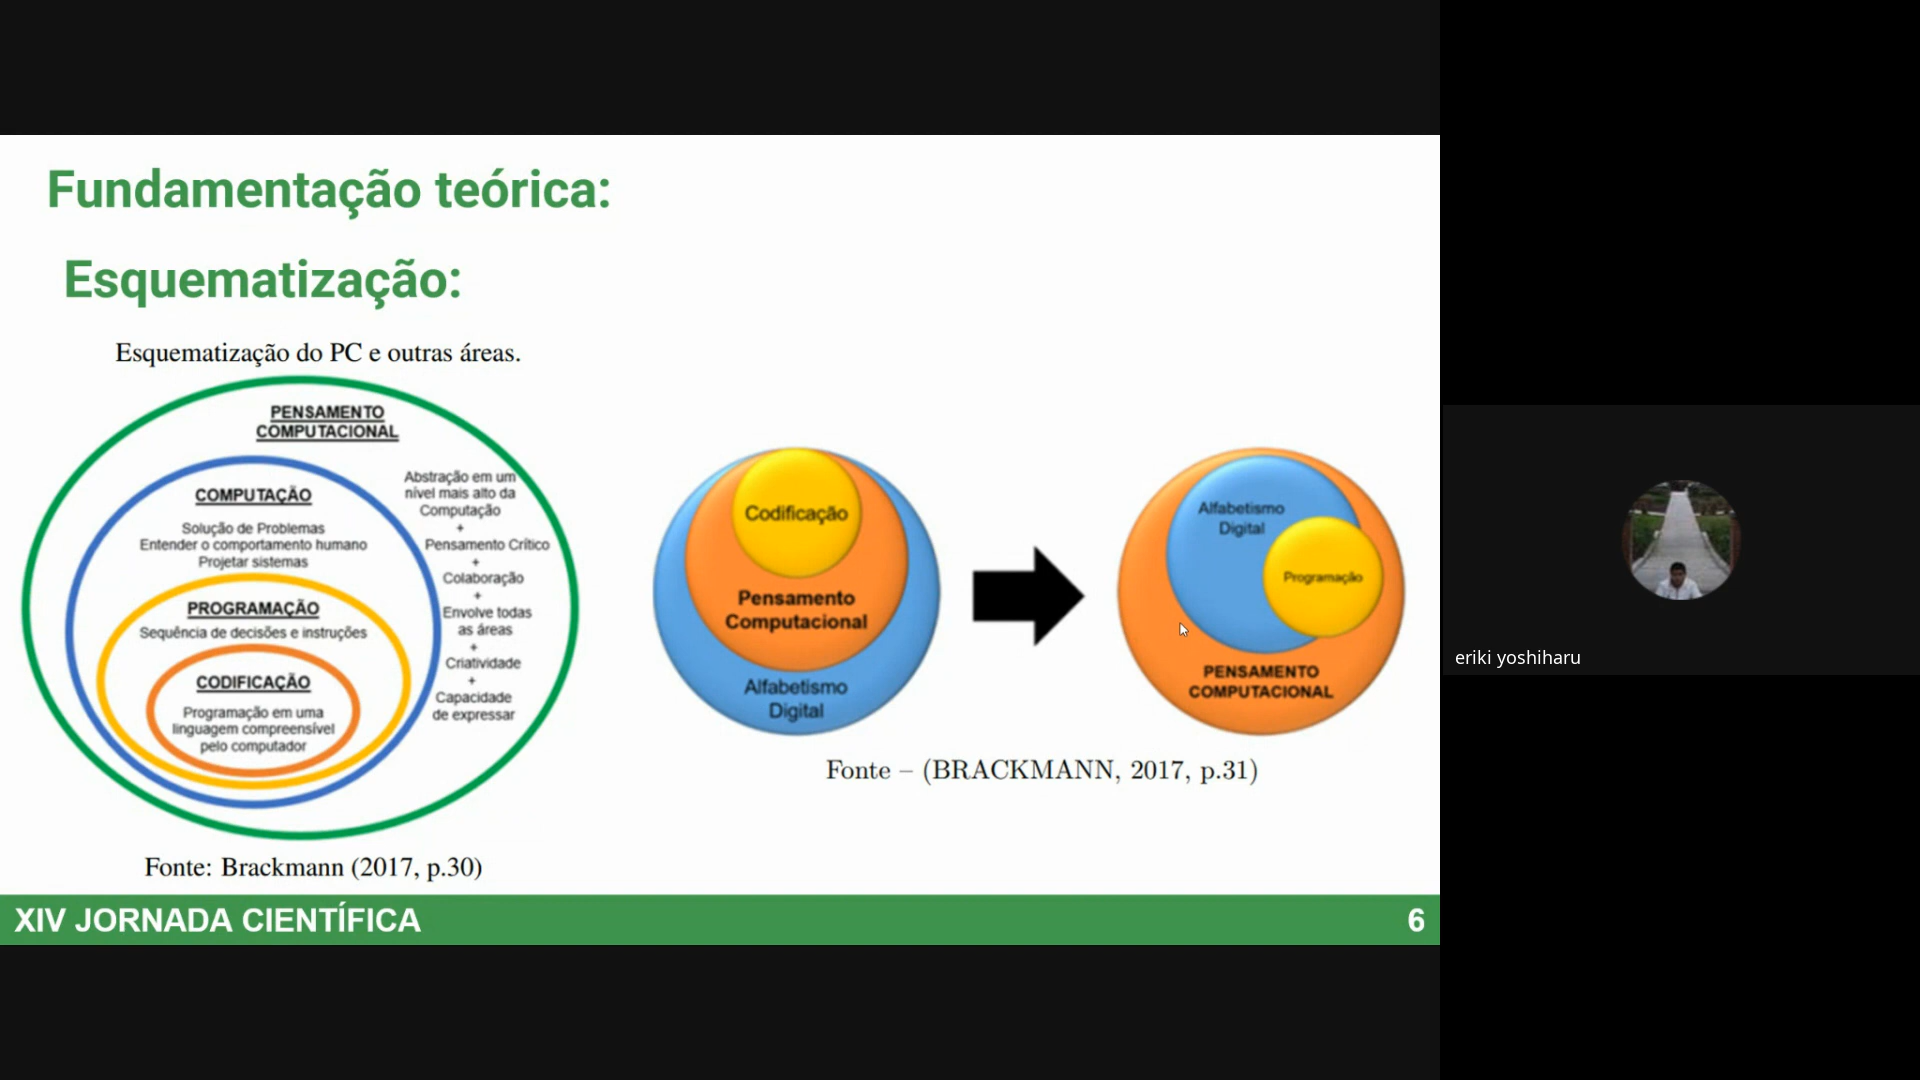 Fundamentação teórica:
Esquematização:
Esquematização do PC e outras áreas.
PENSAMENTO
COMPUTACIONAL
COMPUTAÇÃO
Solução de Problemas
Entender o comportamento humano
Projetar sistemas
PROGRAMAÇÃO
Sequência de decisões e instruções
CODIFICAÇÃO
Programação em uma
linguagem compreensível
pelo computador
Abstração em um
nível mais alto da
Computação
+
Pensamento Crítico
+
Colaboração
+
Envolve todas
as áreas
+
Criatividade
+
Capacidade
de expressar
Fonte: Brackmann (2017, p.30)
Codificação
Pensamento
Computacional
Alfabetismo
Digital
Alfabetismo
Digital
Programação
PENSAMENTO
COMPUTACIONAL
Fonte – (BRACKMANN, 2017, p.31)
XIV JORNADA CIENTÍFICA
6
eriki yoshiharu